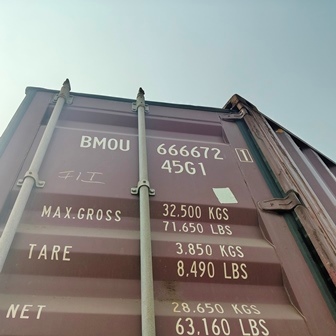 BMOU 666672 1
45G1
MAX.GROSS 32.500 KGS
71.650 LBS
TARE 3.850 KGS
8.490 LBS
NET 28.650 KGS
63.160 LBS